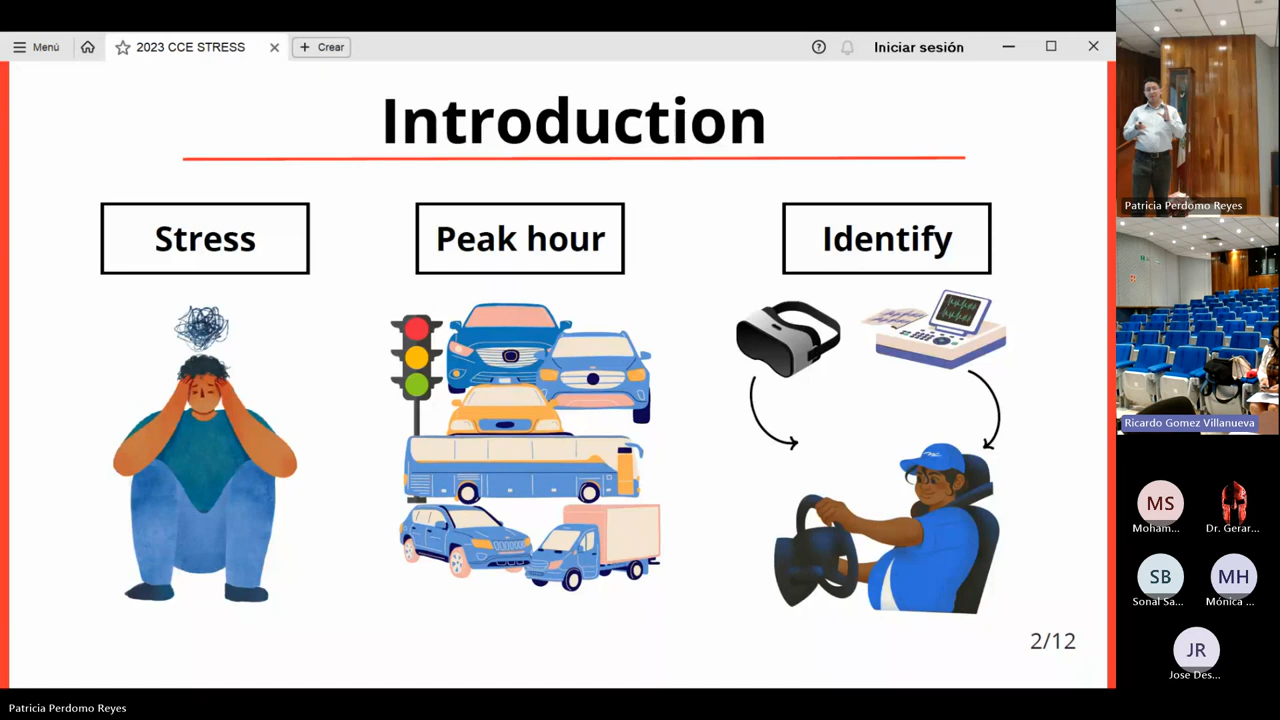 Menú
2023 CCE STRESS
Crear
Iniciar sesión
Introduction
Stress
Peak hour
Identify
2/12
Patricia Perdomo Reyes
Ricardo Gomez Villanueva
MS
Moham...
Dr. Gerar...
SB
Sonal Sa...
MH
Mónica ...
JR
Jose Des...
Patricia Perdomo Reyes